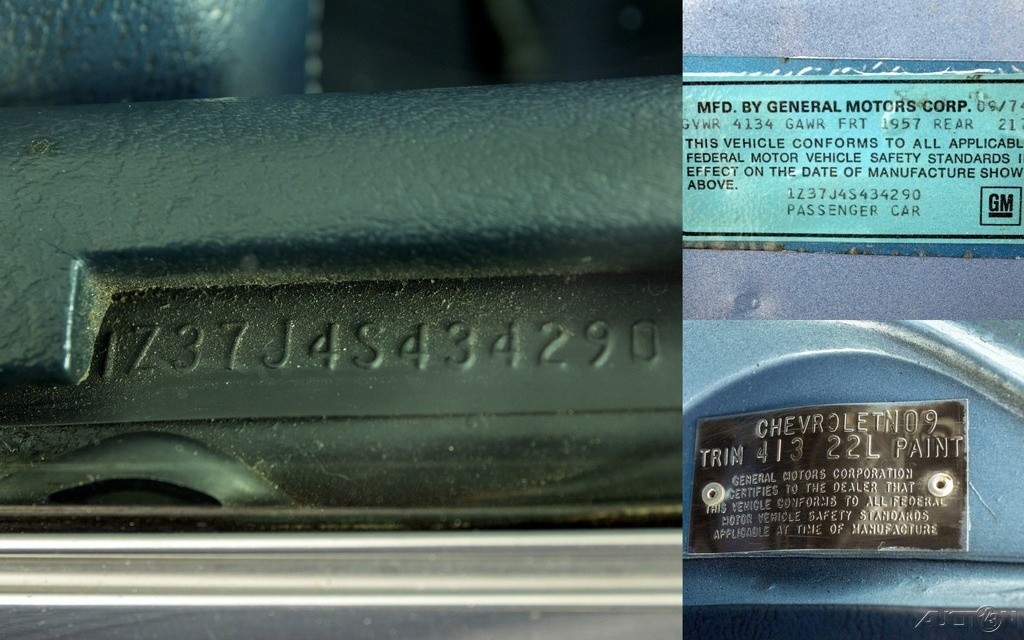 1Z37J4S434290
MFD. BY GENERAL MOTORS CORP. 09/74
GVWR 4134 GAWR FRT 1957 REAR 217
THIS VEHICLE CONFORMS TO ALL APPLICABL
FEDERAL MOTOR VEHICLE SAFETY STANDARDS I
EFFECT ON THE DATE OF MANUFACTURE SHOW
ABOVE.
1Z37J4S434290
PASSENGER CAR
GM
CHEVROLET N09
TRIM 413 22L PAINT
GENERAL MOTORS CORPORATION
CERTIFIES TO THE DEALER THAT
THIS VEHICLE CONFORMS TO ALL FEDERAL
MOTOR VEHICLE SAFETY STANDARDS
APPLICABLE AT TIME OF MANUFACTURE